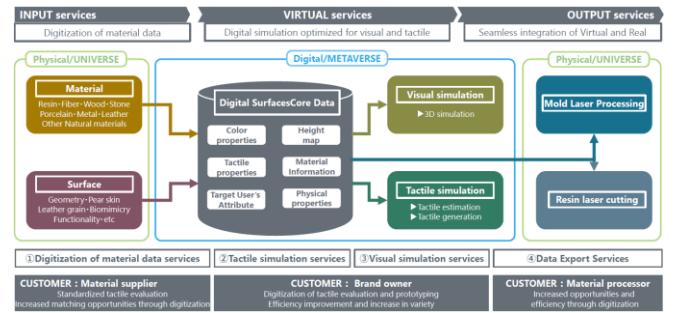 INPUT services
VIRTUAL services
OUTPUT services
Digitization of material data
Digital simulation optimized for visual and tactile
Seamless integration of Virtual and Real
Physical/UNIVERSE
Digital/METAVERSE
Physical/UNIVERSE
Material
Resin・Fiber・Wood・Stone
Porcelain・Metal・Leather
Other Natural materials
Surface
Geometry・Pear skin
Leather grain・Biomimicry
Functionality・etc
Digital SurfacesCore Data
Color
properties
Height
map
Tactile
properties
Material
Information
Target User's
Attribute
Physical
properties
Visual simulation
▶3D simulation
Tactile simulation
▶Tactile estimation
▶Tactile generation
Mold Laser Processing
Resin laser cutting
①Digitization of material data services
②Tactile simulation services
③Visual simulation services
④Data Export Services
CUSTOMER：Material supplier
Standardized tactile evaluation
Increased matching opportunities through digitization
CUSTOMER： Brand owner
Digitization of tactile evaluation and prototyping
Efficiency improvement and increase in variety
CUSTOMER：Material processor
Increased opportunities and
efficiency through digitization